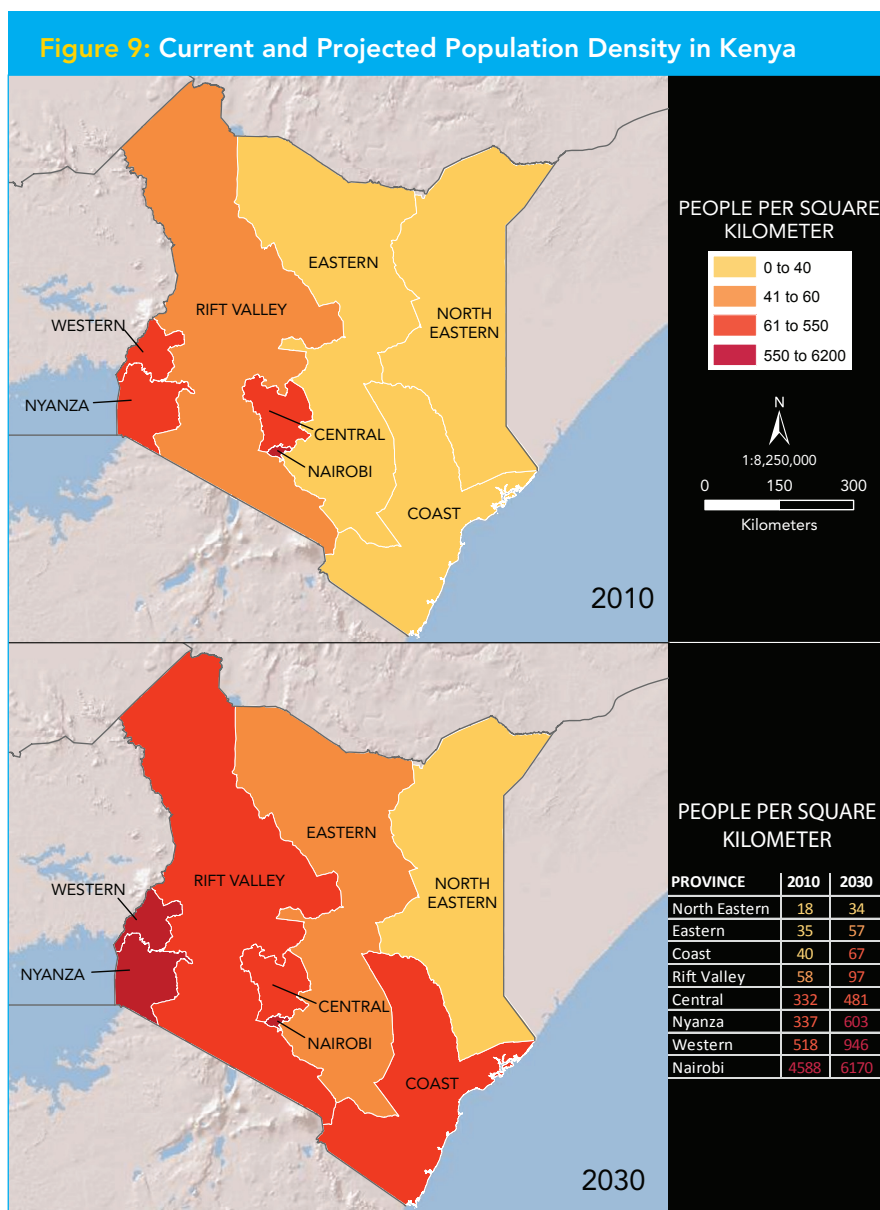 Figure 9: Current and Projected Population Density in Kenya
EASTERN
NORTH
EASTERN
RIFT VALLEY
WESTERN
NYANZA
CENTRAL
NAIROBI
COAST
2010
PEOPLE PER SQUARE
KILOMETER
0 to 40
41 to 60
61 to 550
550 to 6200
N
1:8,250,000
0 150 300
Kilometers
EASTERN
RIFT VALLEY
NORTH
EASTERN
WESTERN
NYANZA
CENTRAL
NAIROBI
COAST
2030
PEOPLE PER SQUARE
KILOMETER
PROVINCE 2010 2030
North Eastern 18 34
Eastern 35 57
Coast 40 67
Rift Valley 58 97
Central 332 481
Nyanza 337 603
Western 518 946
Nairobi 4588 6170